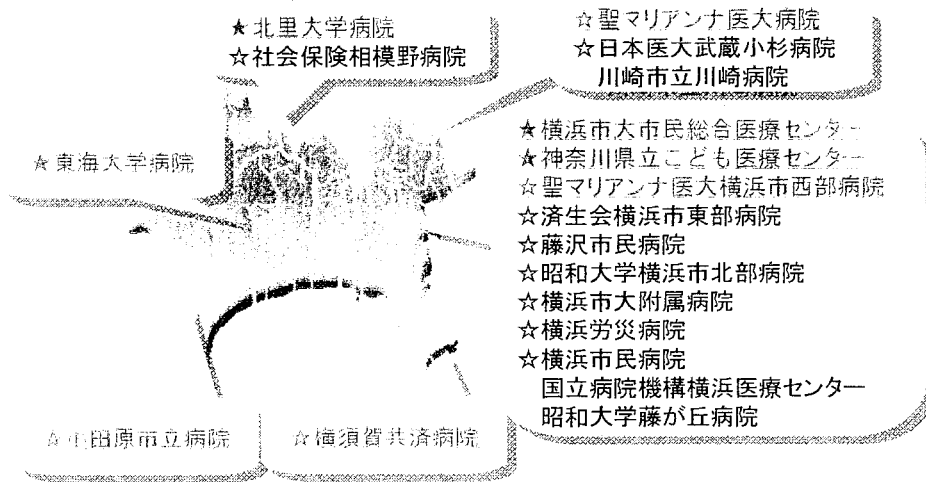 ★北里大学病院
☆社会保険相模野病院
☆聖マリアンナ医大病院
☆日本医大武蔵小杉病院
川崎市立川崎病院
★東海大学病院
★横浜市大市民総合医療センター
★神奈川県立こども医療センター
☆聖マリアンナ医大横浜市西部病院
☆済生会横浜市東部病院
☆藤沢市民病院
☆昭和大学横浜市北部病院
☆横浜市大附属病院
☆横浜労災病院
☆横浜市民病院
国立病院機構横浜医療センター
昭和大学藤が丘病院
☆小田原市立病院
☆横須賀共済病院